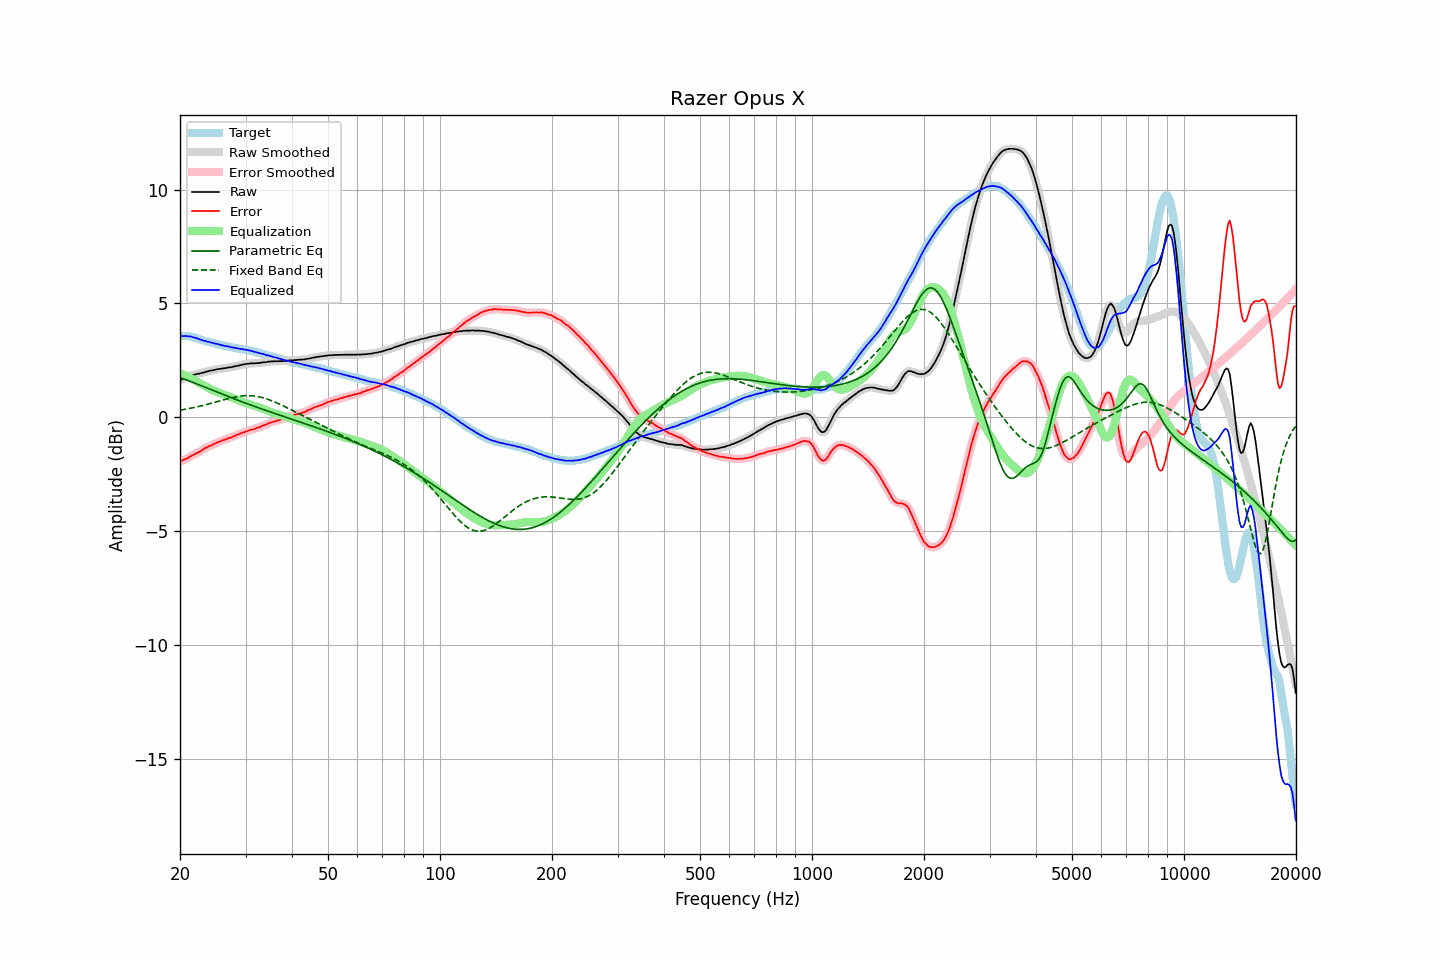 Razer Opus X
Target
Raw Smoothed
Error Smoothed
Raw
Error
Equalization
Parametric Eq
Fixed Band Eq
Equalized
Amplitude (dBr)
10
5
0
−5
−10
−15
20 50 100 200 500 1000 2000 5000 10000 20000
Frequency (Hz)